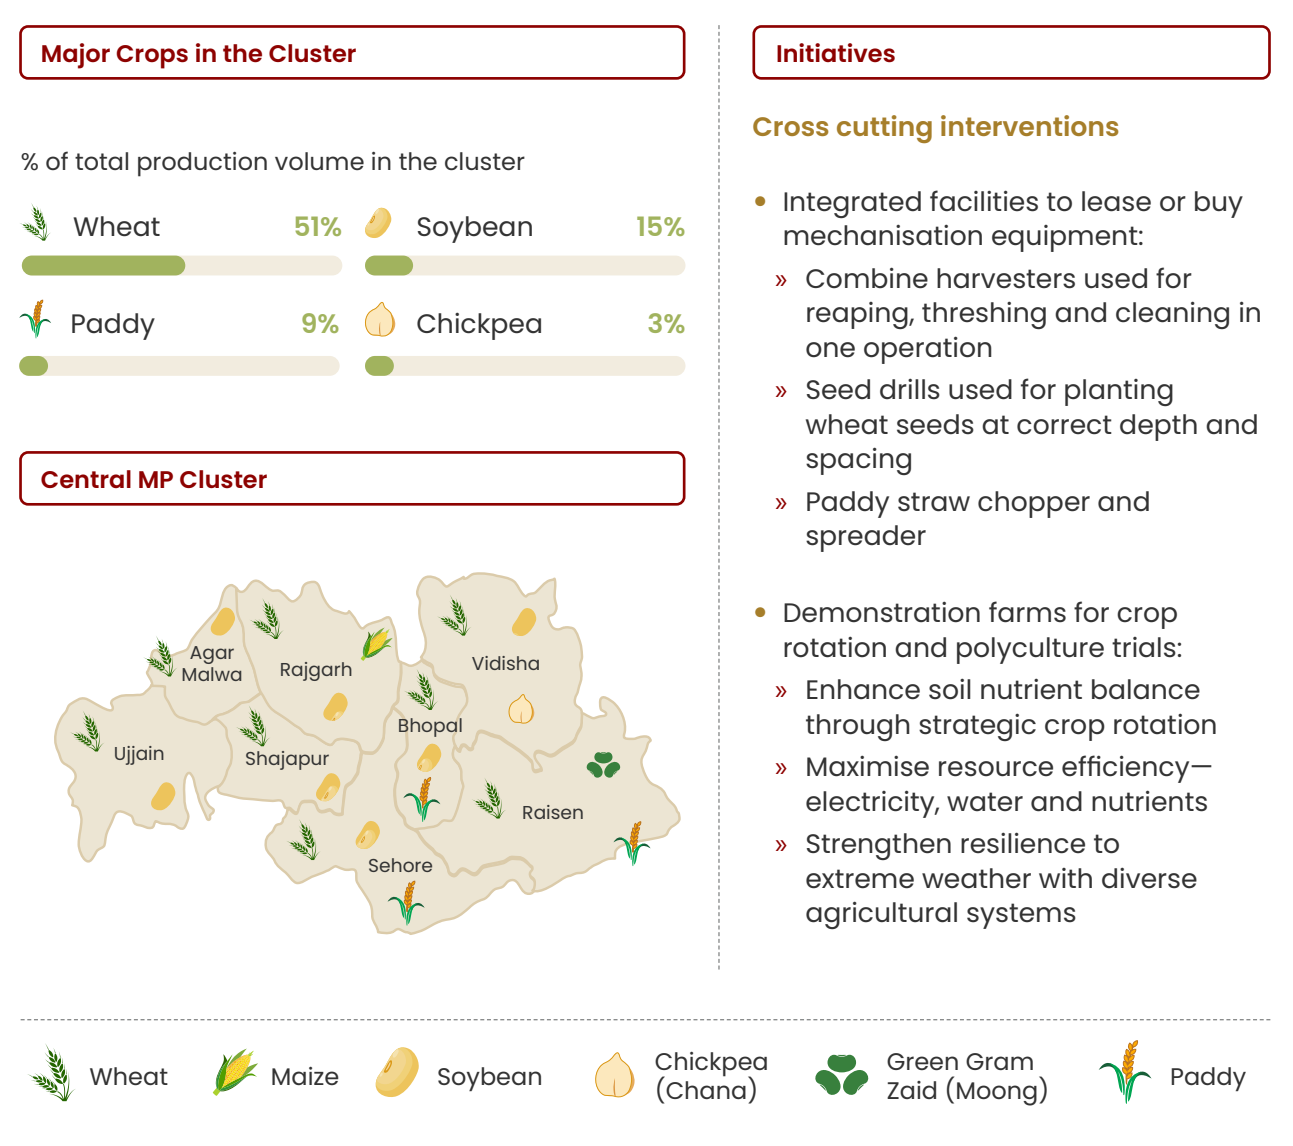 Major Crops in the Cluster
% of total production volume in the cluster
Wheat 51%
Soybean 15%
Paddy 9%
Chickpea 3%
Central MP Cluster
Agar
Malwa
Rajgarh
Vidisha
Bhopal
Ujjain
Shajapur
Raisen
Sehore
Initiatives
Cross cutting interventions
• Integrated facilities to lease or buy
mechanisation equipment:
» Combine harvesters used for
reaping, threshing and cleaning in
one operation
» Seed drills used for planting
wheat seeds at correct depth and
spacing
» Paddy straw chopper and
spreader
• Demonstration farms for crop
rotation and polyculture trials:
» Enhance soil nutrient balance
through strategic crop rotation
» Maximise resource efficiency—
electricity, water and nutrients
» Strengthen resilience to
extreme weather with diverse
agricultural systems
Wheat
Maize
Soybean
Chickpea
(Chana)
Green Gram
Zaid (Moong)
Paddy